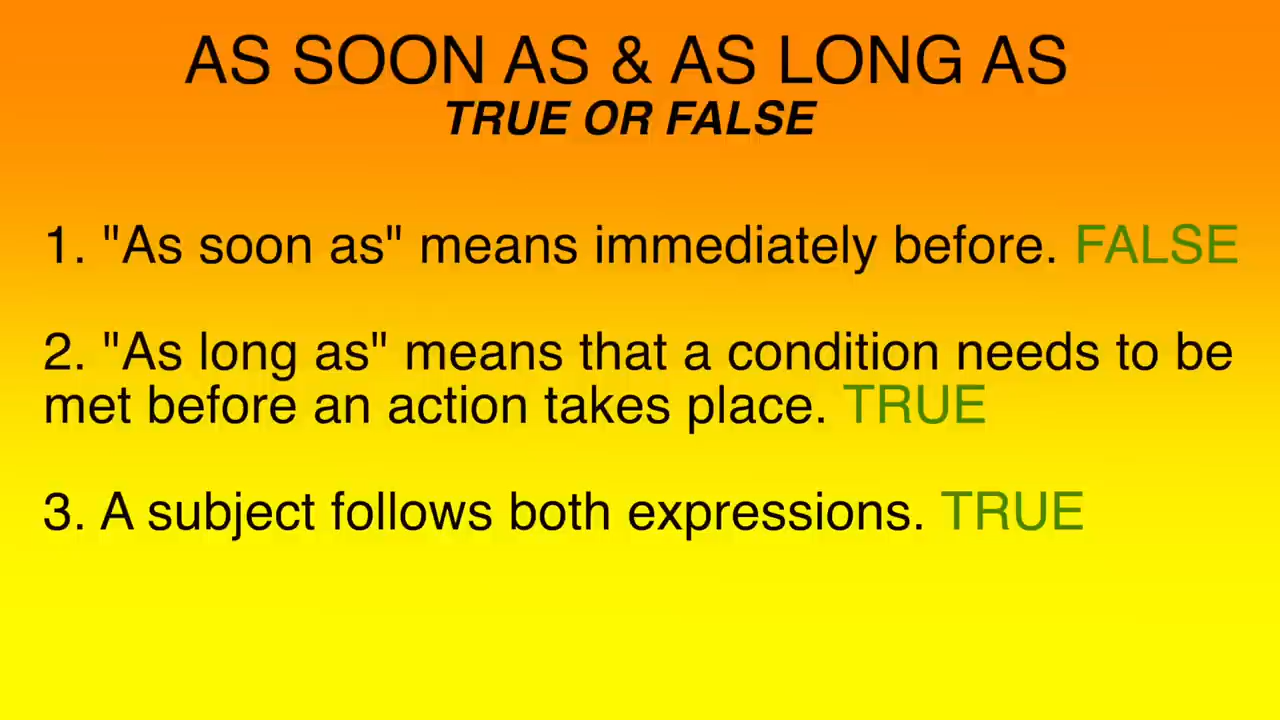 AS SOON AS & AS LONG AS
TRUE OR FALSE
1. "As soon as" means immediately before. FALSE
2. "As long as" means that a condition needs to be
met before an action takes place. TRUE
3. A subject follows both expressions. TRUE